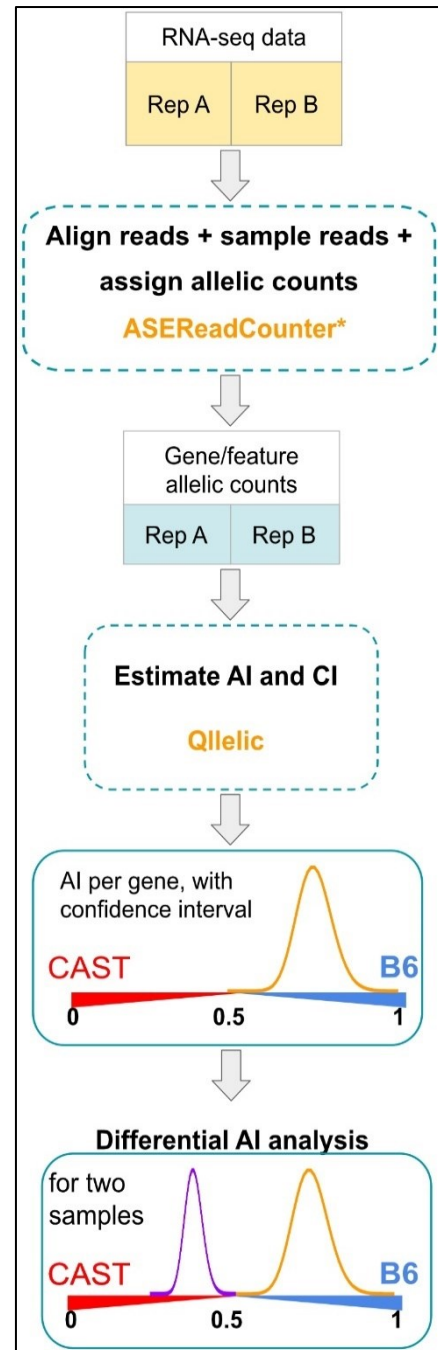 RNA-seq data
Rep A
Rep B
Align reads + sample reads +
assign allelic counts
ASEReadCounter*
Gene/feature
allelic counts
Rep A
Rep B
Estimate AI and CI
Qllelic
AI per gene, with
confidence interval
CAST
B6
0
0.5
1
Differential AI analysis
for two
samples
CAST
B6
0
0.5
1